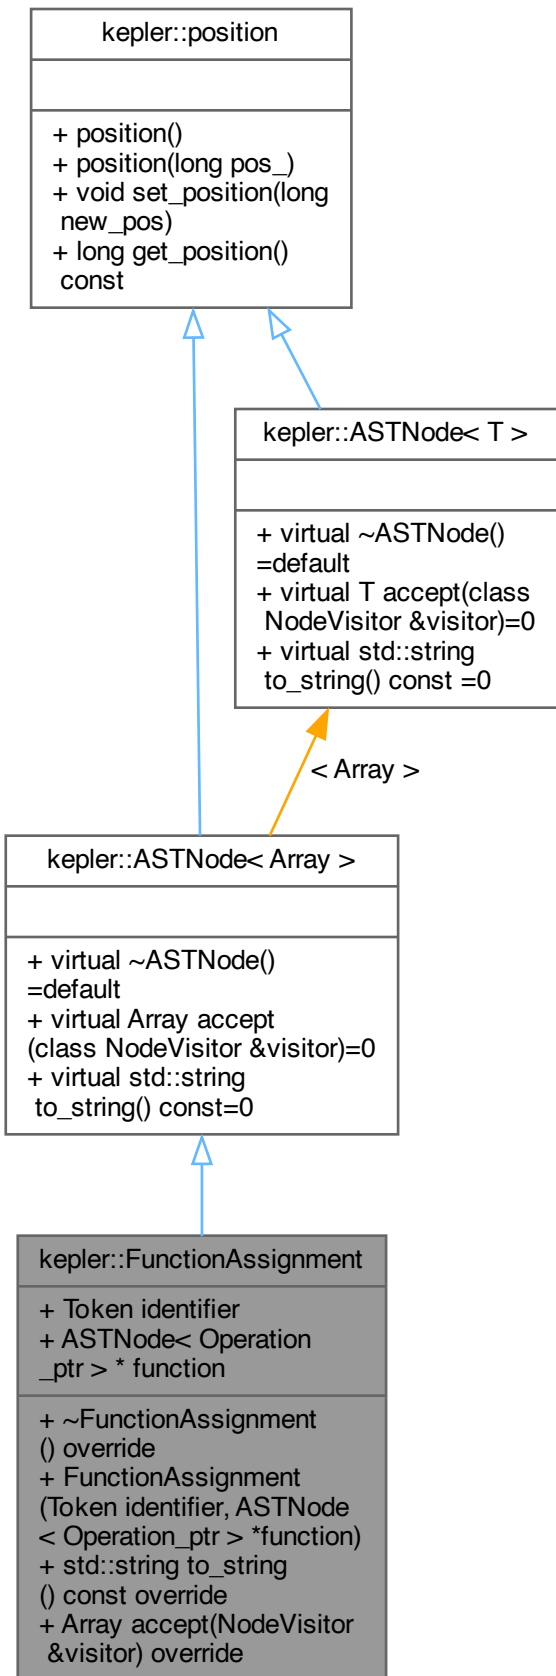 kepler::position
+ position()
+ position(long pos_)
+ void set_position(long
new_pos)
+ long get_position()
const
kepler::ASTNode< T >
+ virtual ~ASTNode()
=default
+ virtual T accept(class
NodeVisitor &visitor)=0
+ virtual std::string
to_string() const =0
< Array >
kepler::ASTNode< Array >
+ virtual ~ASTNode()
=default
+ virtual Array accept
(class NodeVisitor &visitor)=0
+ virtual std::string
to_string() const=0
kepler::FunctionAssignment
+ Token identifier
+ ASTNode< Operation
_ptr > * function
+ ~FunctionAssignment
() override
+ FunctionAssignment
(Token identifier, ASTNode
< Operation_ptr > *function)
+ std::string to_string
() const override
+ Array accept(NodeVisitor
&visitor) override